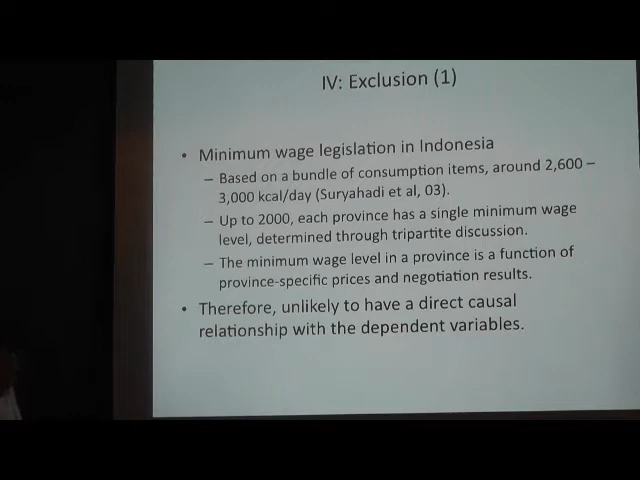 IV: Exclusion (1)
• Minimum wage legislation in Indonesia
– Based on a bundle of consumption items, around 2,600 –
3,000 kcal/day (Suryahadi et al, 03).
– Up to 2000, each province has a single minimum wage
level, determined through tripartite discussion.
– The minimum wage level in a province is a function of
province-specific prices and negotiation results.
• Therefore, unlikely to have a direct causal
relationship with the dependent variables.